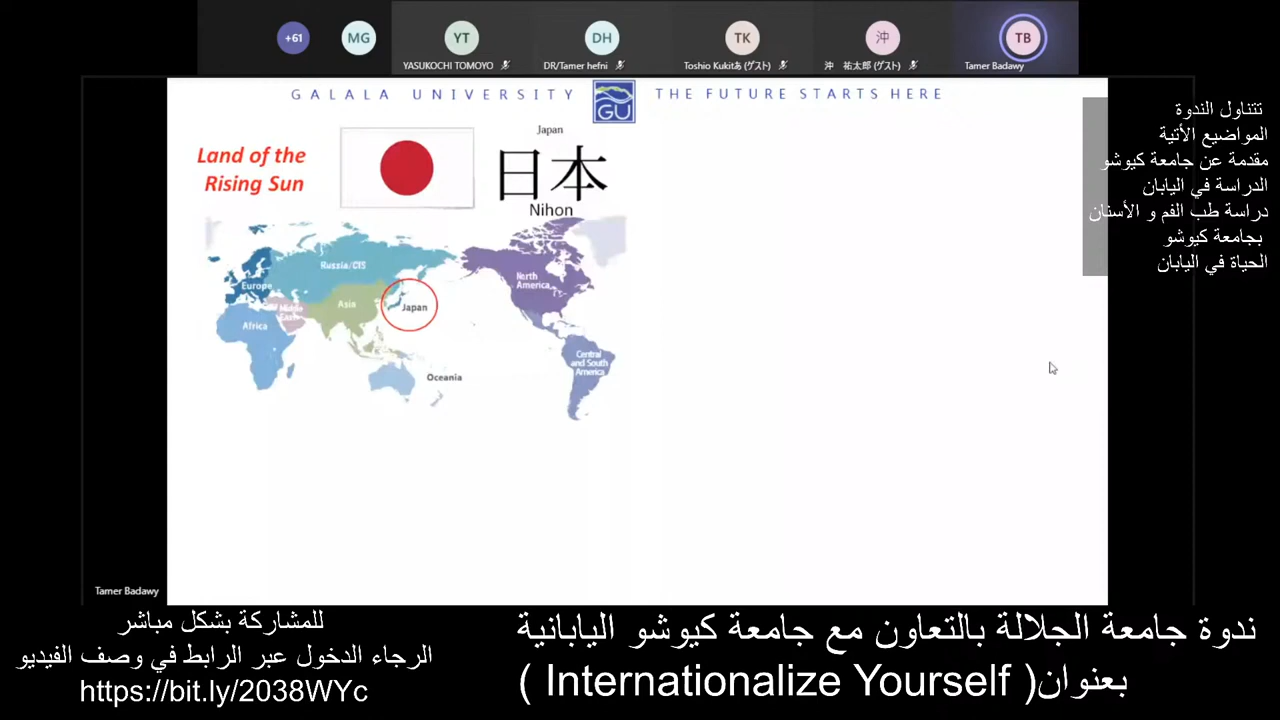 +61
MG
YT
DH
TK
沖
TB
YASUKOCHI TOMOYO
DR/Tamer hefni
Toshio Kukitあ (ゲスト)
沖 祐太郎 (ゲスト)
Tamer Badawy
GALALA UNIVERSITY
GU
THE FUTURE STARTS HERE
Land of the
Rising Sun
Japan
日本
Nihon
Russia/CIS
Europe
North
America
Asia
Japan
Middle
East
Africa
Central
and South
America
Oceania
تتناول الندوة
المواضيع الأتية
مقدمة عن جامعة كيوشو
الدراسة في اليابان
دراسة طب الفم و الأسنان
بجامعة كيوشو
الحياة في اليابان
Tamer Badawy
للمشاركة بشكل مباشر
الرجاء الدخول عبر الرابط في وصف الفيديو
https://bit.ly/2038WYc
ندوة جامعة الجلالة بالتعاون مع جامعة كيوشو اليابانية
بعنوان( Internationalize Yourself )